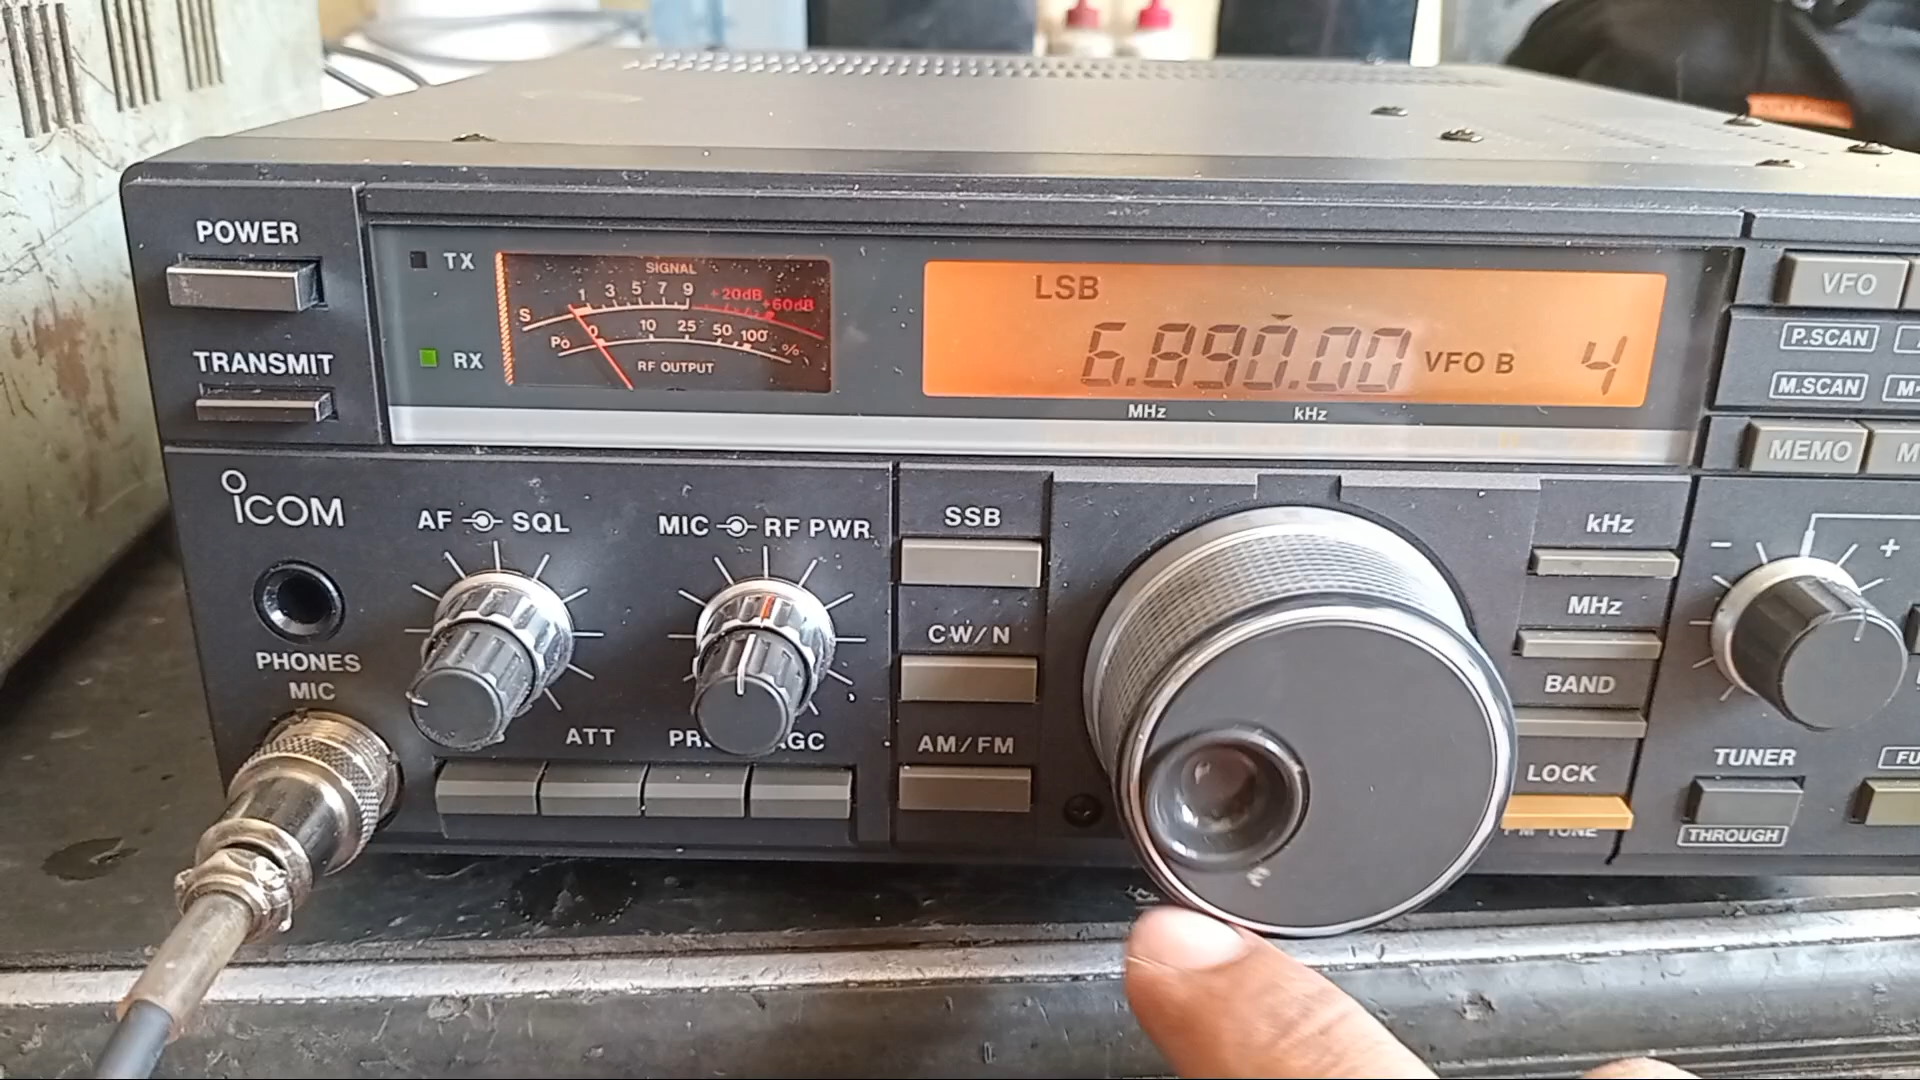 POWER
TRANSMIT
TX
RX
SIGNAL
S 1 3 5 7 9 +20dB +60dB
Po 0 10 25 50 100 %
RF OUTPUT
LSB
6.890.00 VFO B 4
MHz kHz
VFO
P.SCAN
M.SCAN
MEMO
ICOM
AF SQL
MIC RF PWR
PHONES
MIC
ATT
AGC
SSB
CW/N
AM/FM
kHz
MHz
BAND
LOCK
- +
TUNER
THROUGH